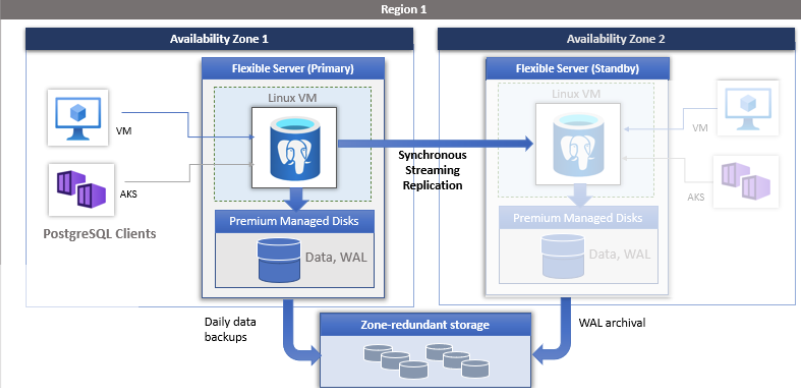 Region 1
Availability Zone 1
Availability Zone 2
Flexible Server (Primary)
Flexible Server (Standby)
Linux VM
Linux VM
VM
VM
Synchronous
Streaming
Replication
AKS
AKS
PostgreSQL Clients
Premium Managed Disks
Premium Managed Disks
Data, WAL
Data, WAL
Daily data
backups
Zone-redundant storage
WAL archival